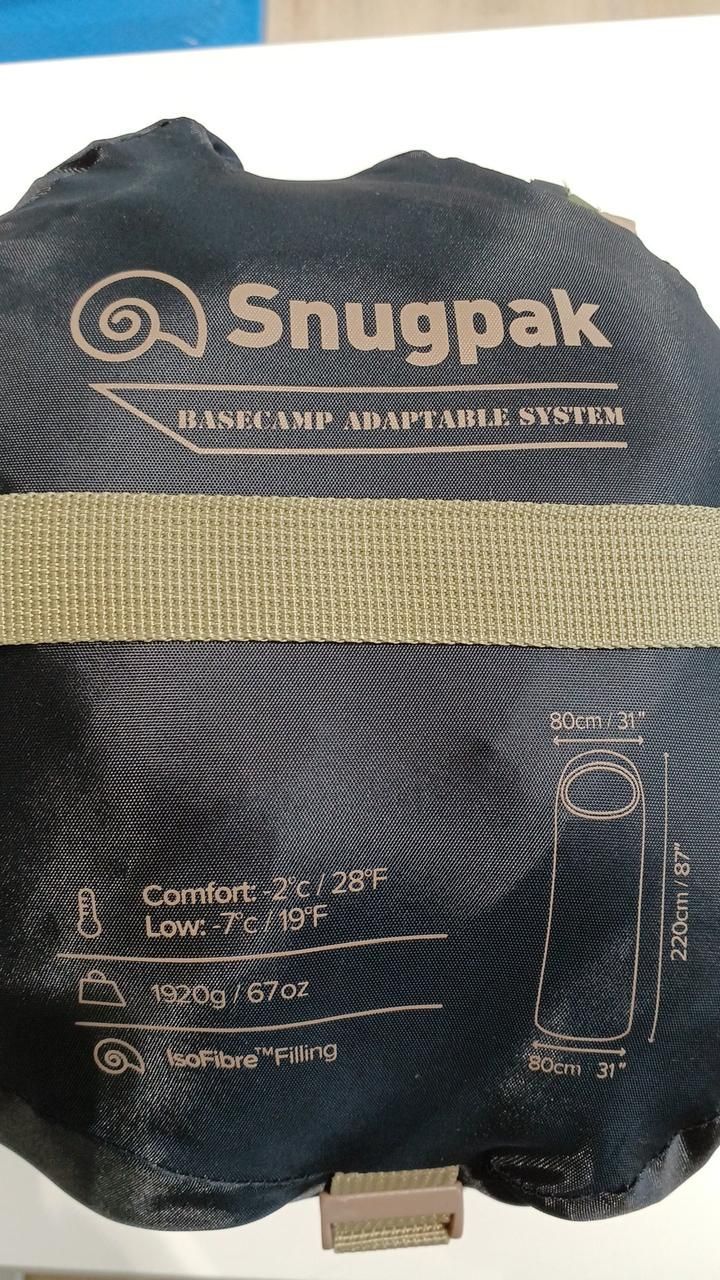 Snugpak
BASECAMP ADAPTABLE SYSTEM
80cm / 31"
220cm / 87"
Comfort: -2°c / 28°F
Low: -7°c / 19°F
1920g / 67oz
IsoFibre™Filling
80cm 31"